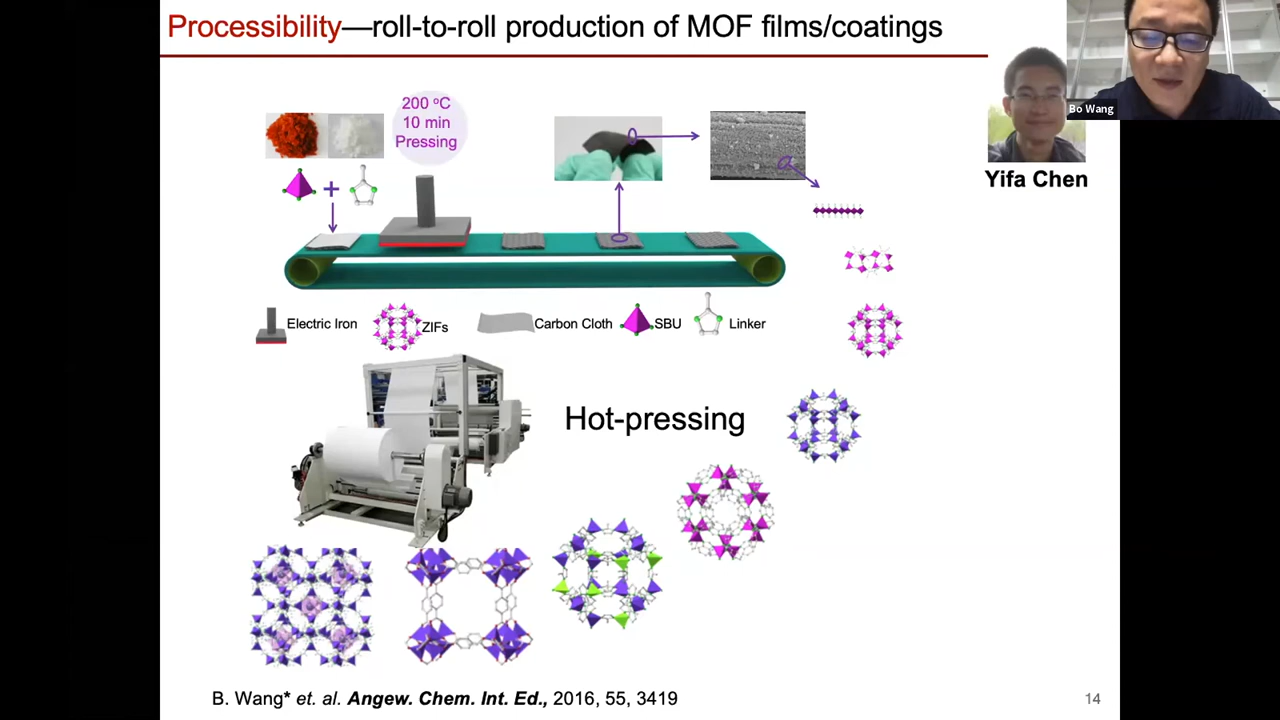 Processibility—roll-to-roll production of MOF films/coatings
Bo Wang
Yifa Chen
200 ºC
10 min
Pressing
Electric Iron
ZIFs
Carbon Cloth
SBU
Linker
Hot-pressing
B. Wang* et. al. Angew. Chem. Int. Ed., 2016, 55, 3419
14